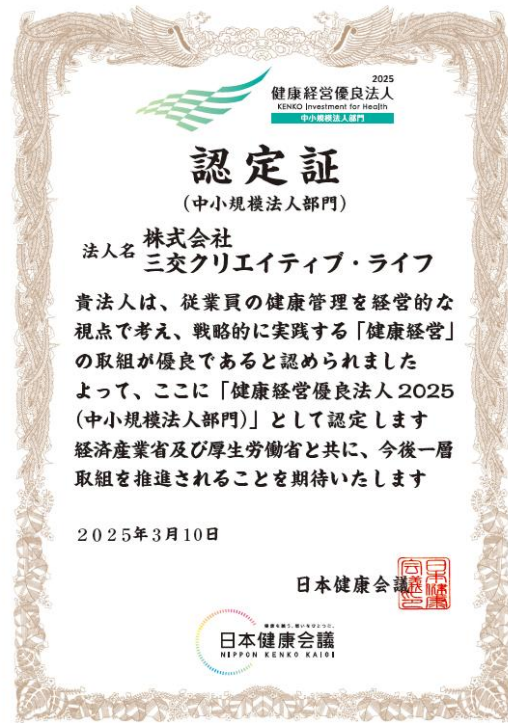 2025
健康経営優良法人
KENKO Investment for Health
中小規模法人部門
認定証
(中小規模法人部門)
法人名 株式会社
三交クリエイティブ・ライフ
貴法人は、従業員の健康管理を経営的な
視点で考え、戦略的に実践する「健康経営」
の取組が優良であると認められました
よって、ここに「健康経営優良法人2025
(中小規模法人部門)」として認定します
経済産業省及び厚生労働省と共に、今後一層
取組を推進されることを期待いたします
2025年3月10日
日本健康会議
日本健康会議
NIPPON KENKO KAIGI